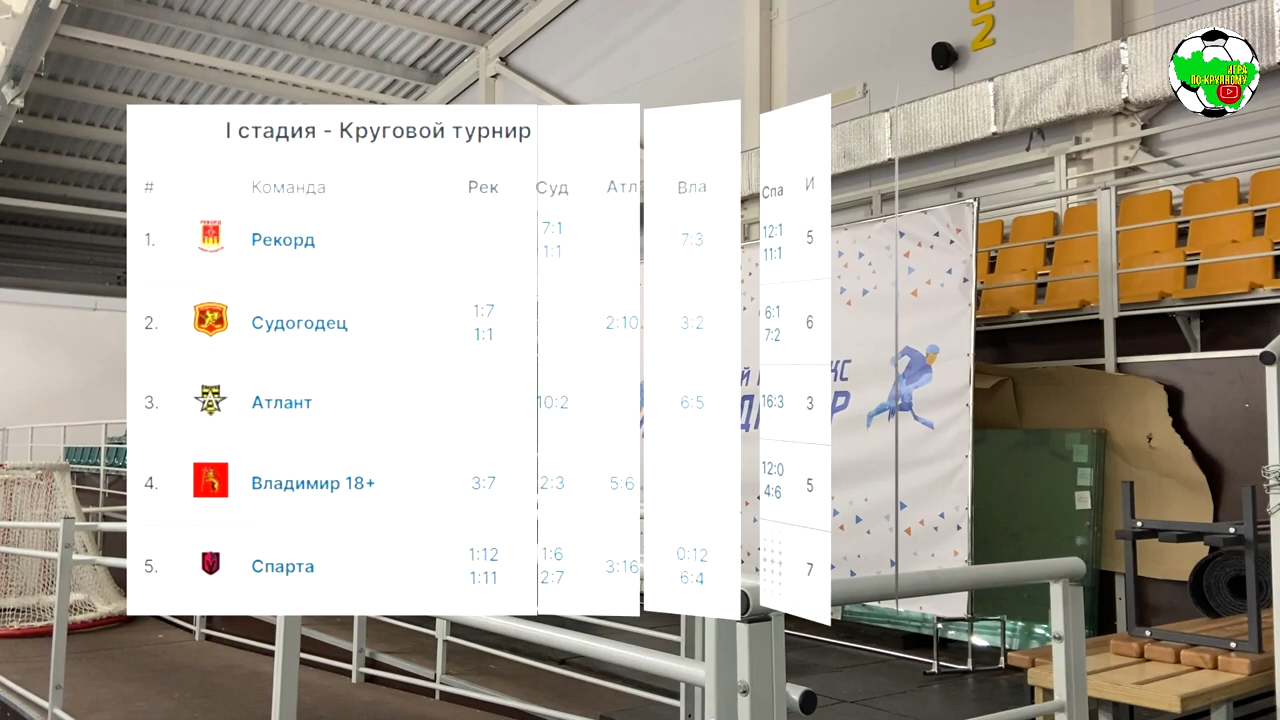 ИГРА
ПО-КРУПНОМУ
I стадия - Круговой турнир
# Команда Рек Суд Атл Вла Спа И
1. РЕКОРД Рекорд 7:1 1:1 7:3 12:1 11:1 5
2. Судогодец 1:7 1:1 2:10 3:2 6:1 7:2 6
3. Атлант 10:2 6:5 16:3 3
4. Владимир 18+ 3:7 2:3 5:6 12:0 4:6 5
5. Спарта 1:12 1:11 1:6 2:7 3:16 0:12 6:4 7